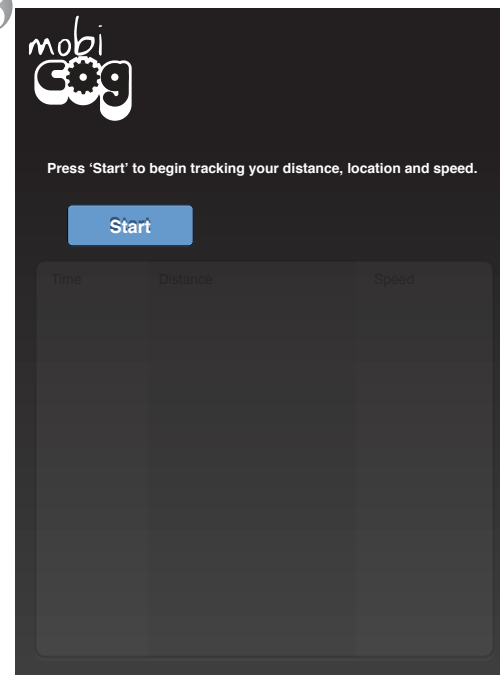 mobi
cog
Press ‘Start’ to begin tracking your distance, location and speed.
Start
Time Distance Speed